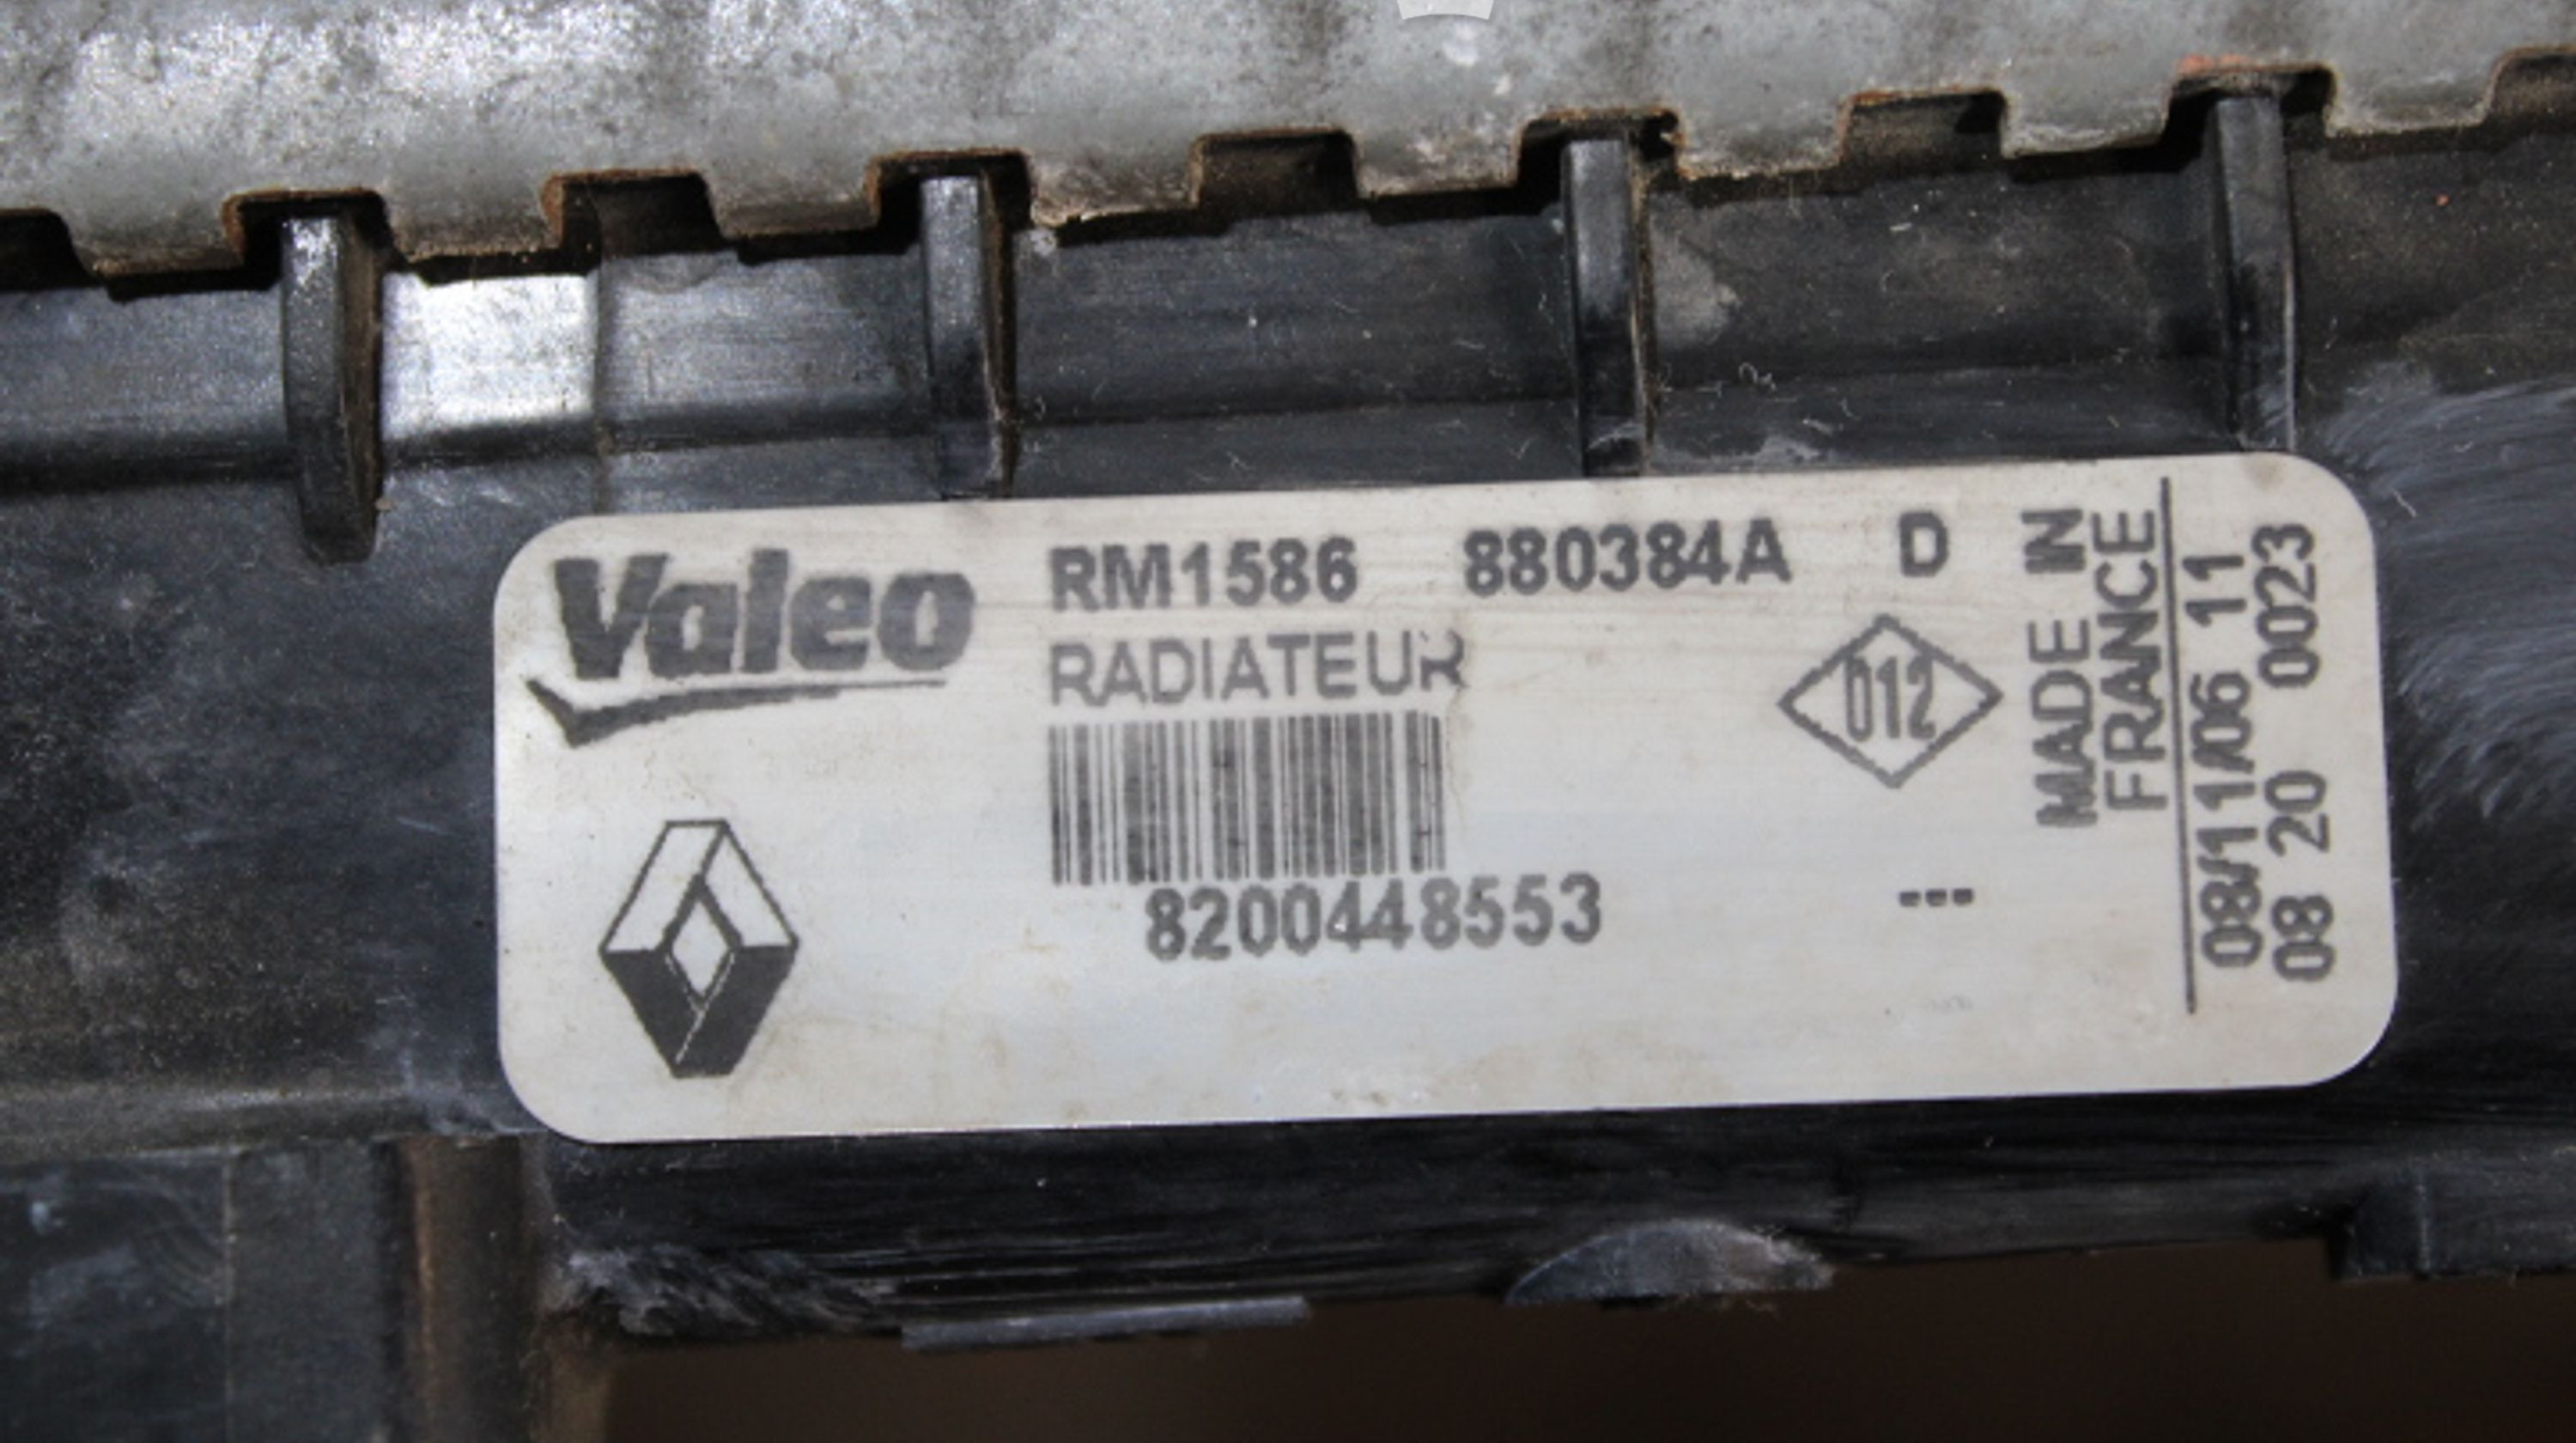 Valeo
RM1586 880384A D
RADIATEUR
012
8200448553
---
MADE IN
FRANCE
08/11/06 11
08 20 0023